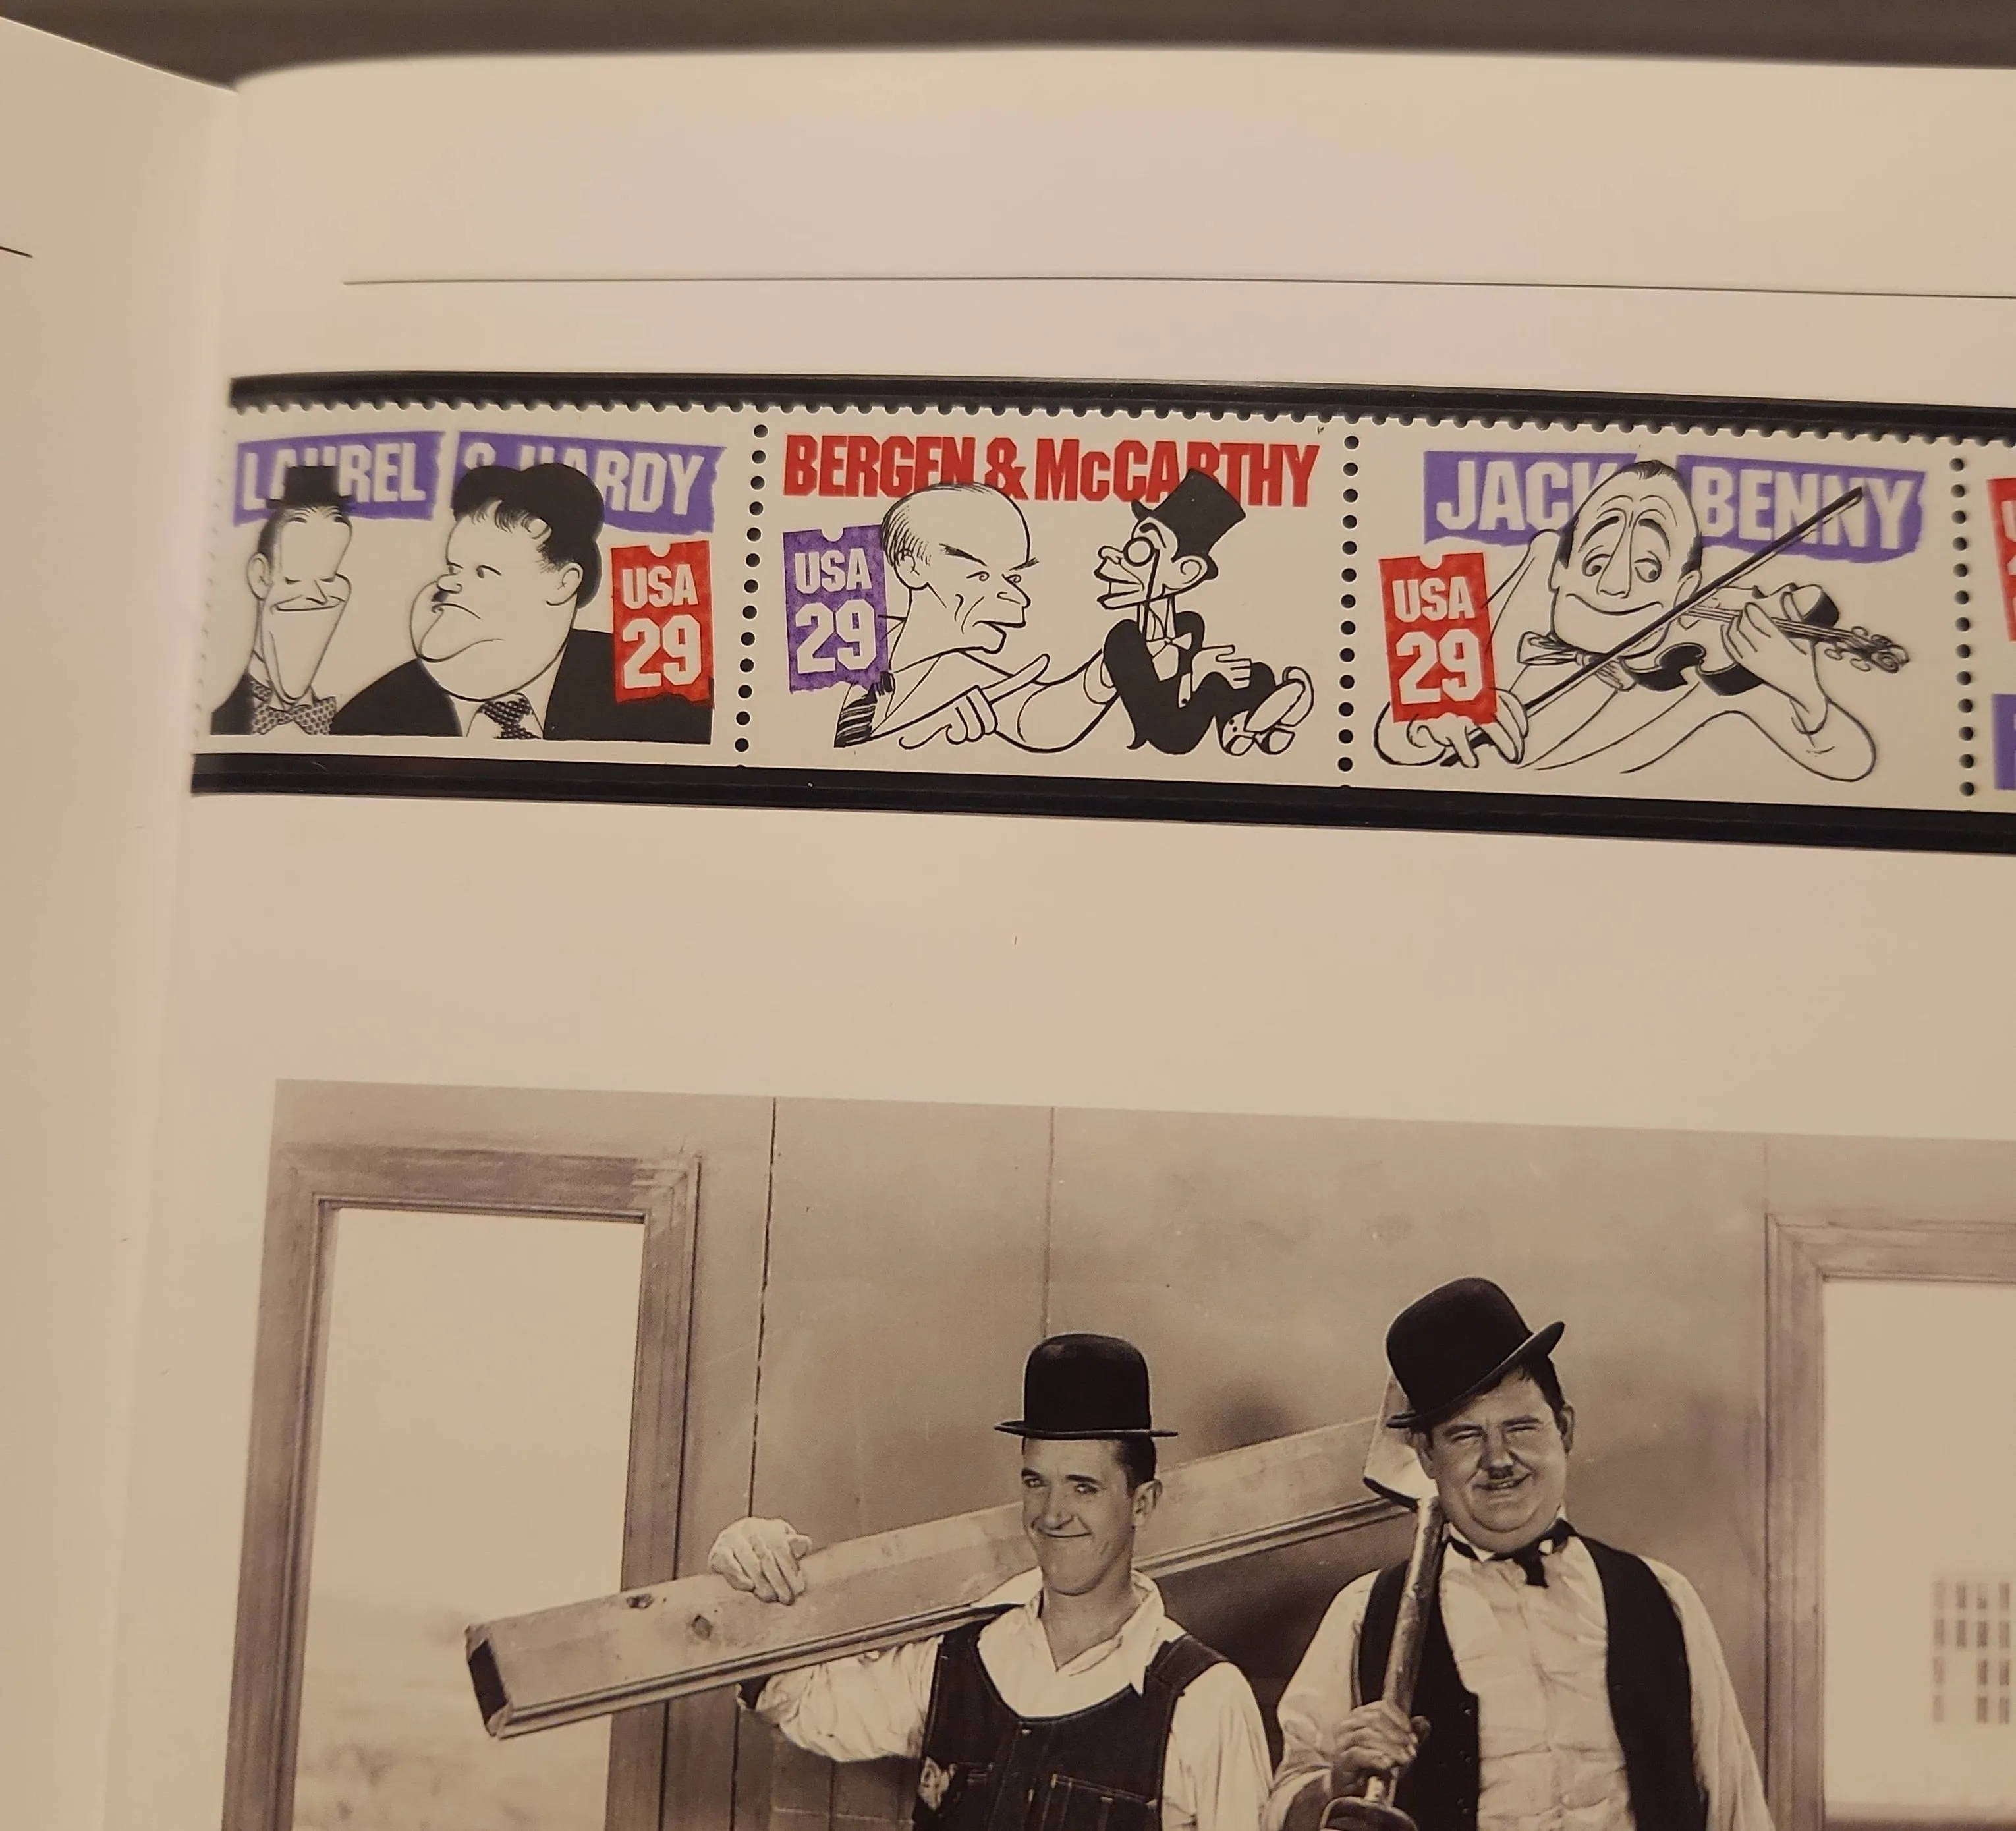 LAUREL & HARDY
USA
29
BERGEN & McCARTHY
USA
29
JACK BENNY
USA
29